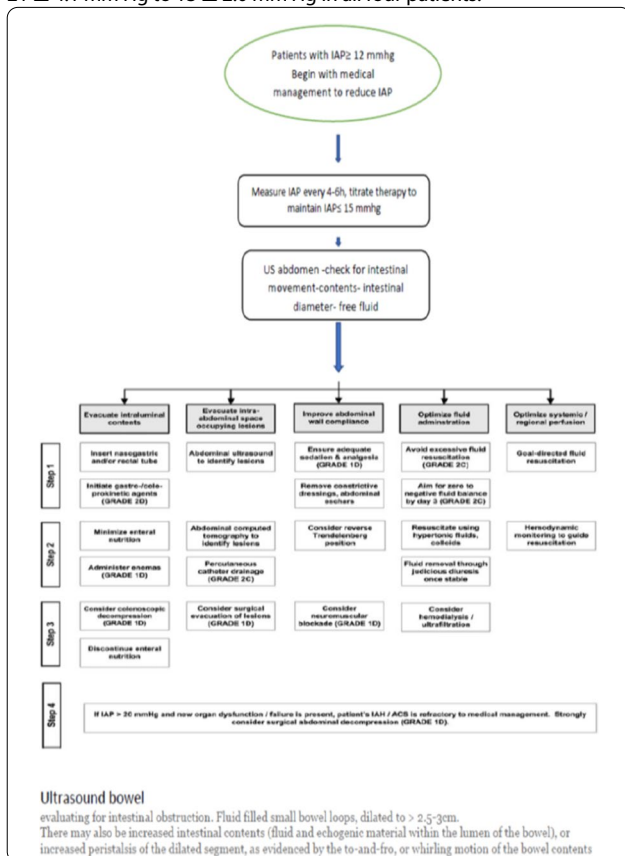 Patients with IAP≥ 12 mmhg
Begin with medical
management to reduce IAP
Measure IAP every 4-6h, titrate therapy to
maintain IAP≤ 15 mmhg
US abdomen -check for intestinal
movement-contents- intestinal
diameter- free fluid
Evacuate intraluminal
contents
Evacuate intra-
abdominal space
occupying lesions
Improve abdominal
wall compliance
Optimize fluid
administration
Optimize systemic /
regional perfusion
Step 1
Insert nasogastric
and/or rectal tube
Abdominal ultrasound
to identify lesions
Ensure adequate
sedation & analgesia
(GRADE 1D)
Avoid excessive fluid
resuscitation
(GRADE 2C)
Goal-directed fluid
resuscitation
Initiate gastro-/colo-
prokinetic agents
(GRADE 2D)
Remove constrictive
dressings, abdominal
eschars
Aim for zero to
negative fluid balance
by day 3 (GRADE 2C)
Step 2
Minimize enteral
nutrition
Abdominal computed
tomography to
identify lesions
Consider reverse
Trendelenberg
position
Resuscitate using
hypertonic fluids,
colloids
Hemodynamic
monitoring to guide
resuscitation
Administer enemas
(GRADE 1D)
Percutaneous
catheter drainage
(GRADE 2C)
Fluid removal through
judicious diuresis
once stable
Step 3
Consider colonoscopic
decompression
(GRADE 1D)
Consider surgical
evacuation of lesions
(GRADE 1D)
Consider
neuromuscular
blockade (GRADE 1D)
Consider
hemodialysis /
ultrafiltration
Discontinue enteral
nutrition
Step 4
If IAP > 20 mmHg and new organ dysfunction / failure is present, patient's IAH / ACS is refractory to medical management. Strongly
consider surgical abdominal decompression (GRADE 1D).
Ultrasound bowel
evaluating for intestinal obstruction. Fluid filled small bowel loops, dilated to > 2.5-3cm.
There may also be increased intestinal contents (fluid and echogenic material within the lumen of the bowel), or
increased peristalsis of the dilated segment, as evidenced by the to-and-fro, or whirling motion of the bowel contents